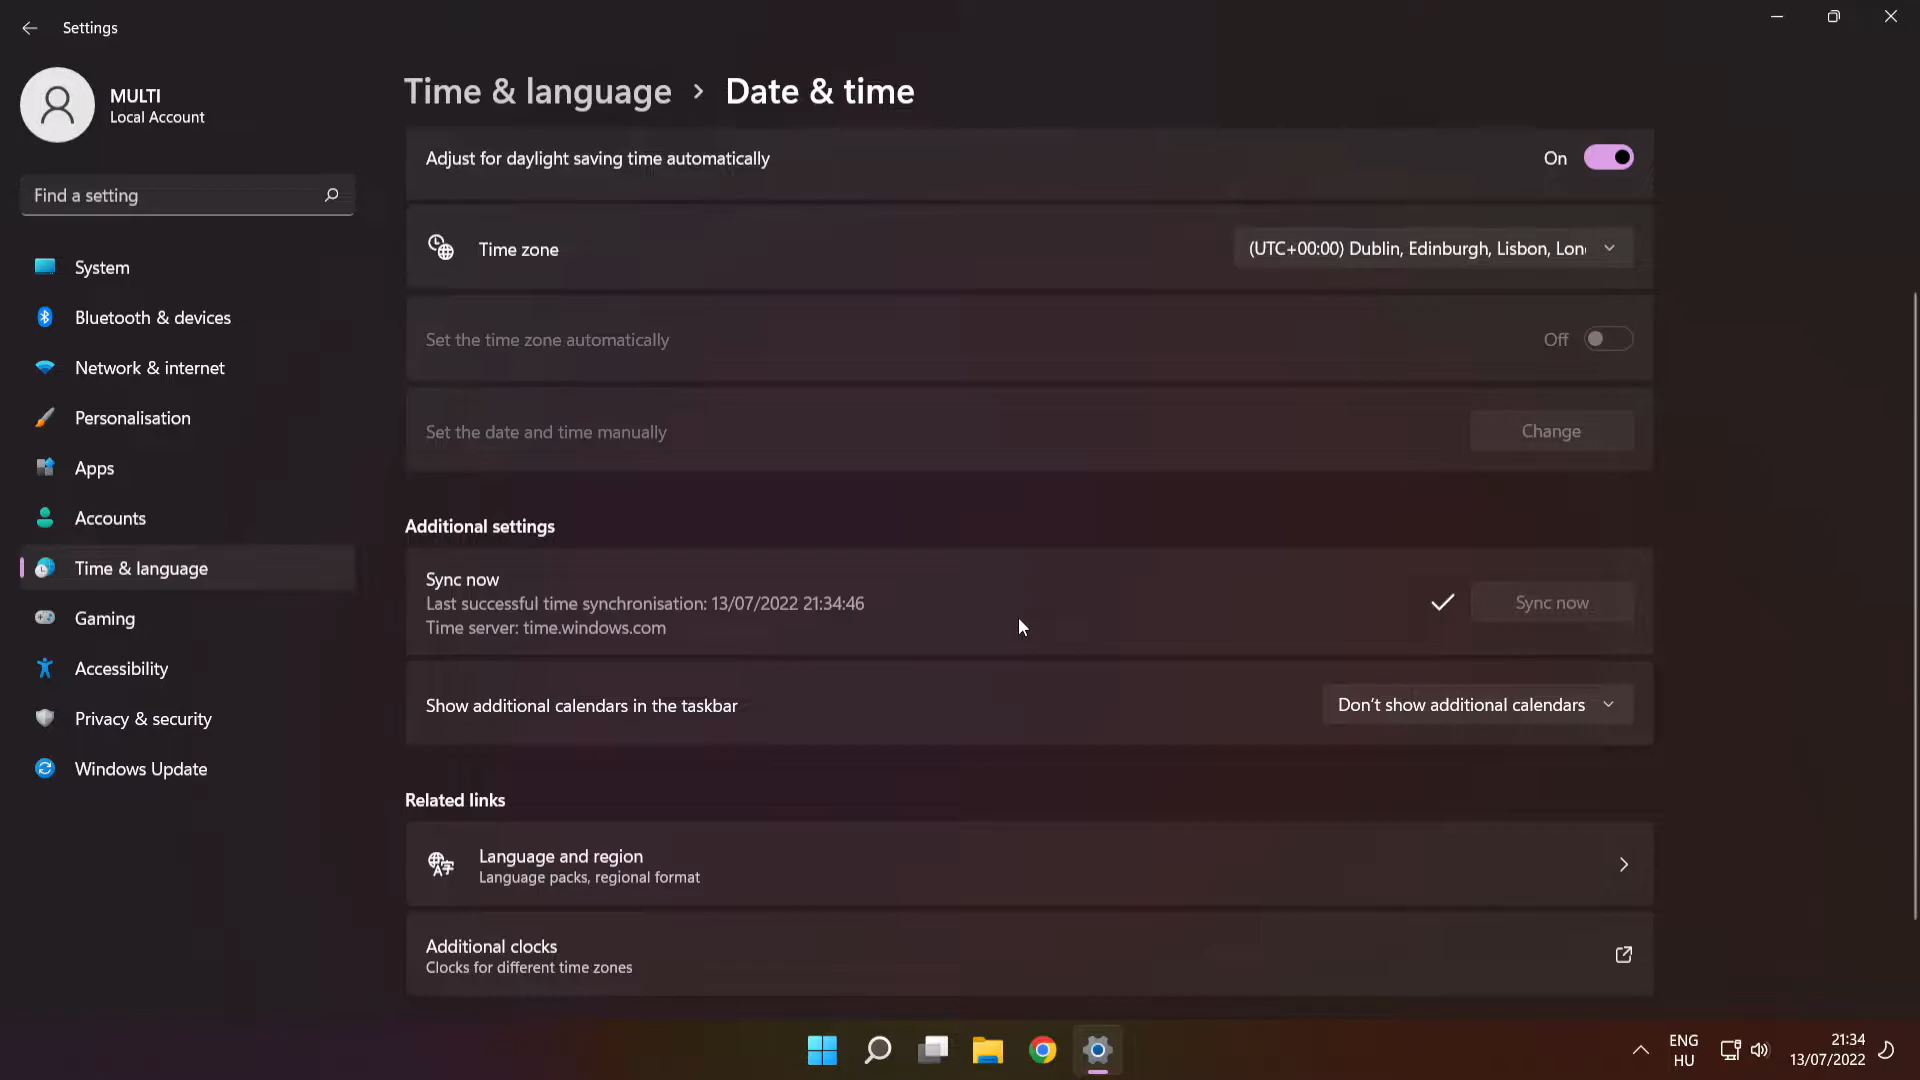 Settings
MULTI
Local Account
Find a setting
System
Bluetooth & devices
Network & internet
Personalisation
Apps
Accounts
Time & language
Gaming
Accessibility
Privacy & security
Windows Update
Time & language > Date & time
Adjust for daylight saving time automatically
On
Time zone
(UTC+00:00) Dublin, Edinburgh, Lisbon, Lon
Set the time zone automatically
Off
Set the date and time manually
Change
Additional settings
Sync now
Last successful time synchronisation: 13/07/2022 21:34:46
Time server: time.windows.com
Sync now
Show additional calendars in the taskbar
Don't show additional calendars
Related links
Language and region
Language packs, regional format
Additional clocks
Clocks for different time zones
ENG
HU
21:34
13/07/2022